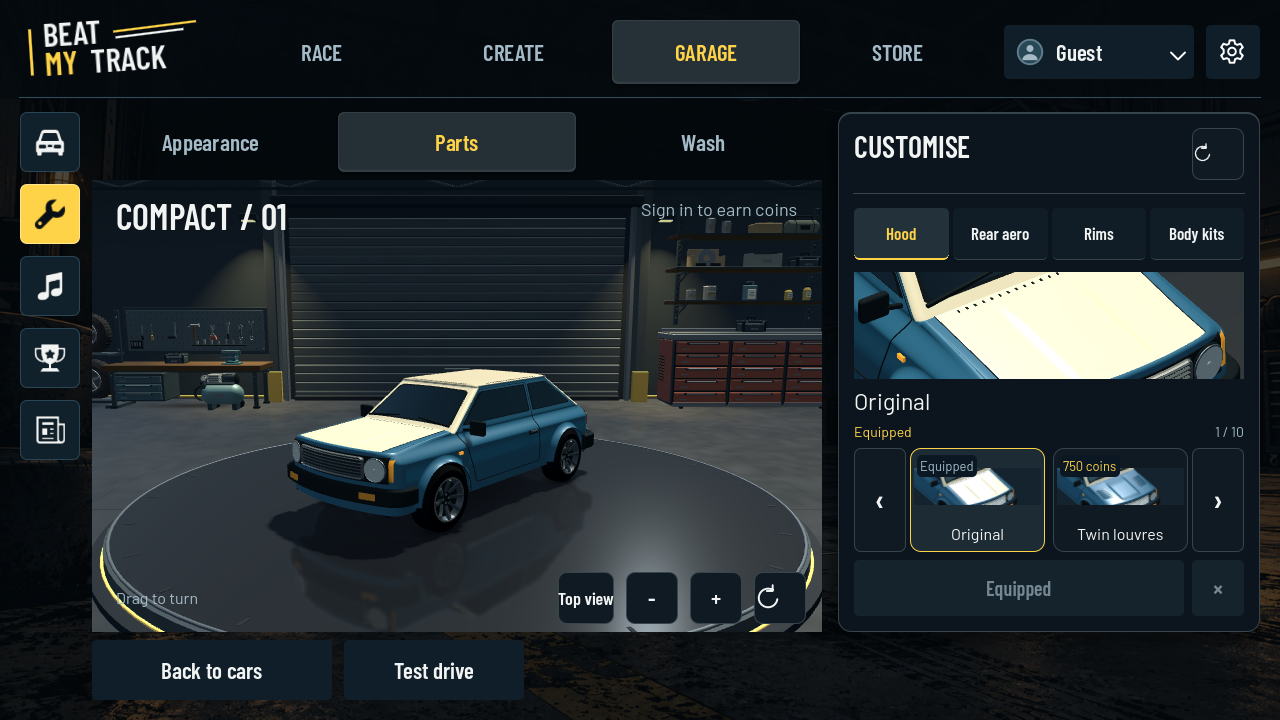 BEAT
MY TRACK
RACE
CREATE
GARAGE
STORE
Guest
Appearance
Parts
Wash
COMPACT / 01
Sign in to earn coins
Drag to turn
Top view
-
+
Back to cars
Test drive
CUSTOMISE
Hood
Rear aero
Rims
Body kits
Original
Equipped
1 / 10
‹
Equipped
Original
750 coins
Twin louvres
›
Equipped
×